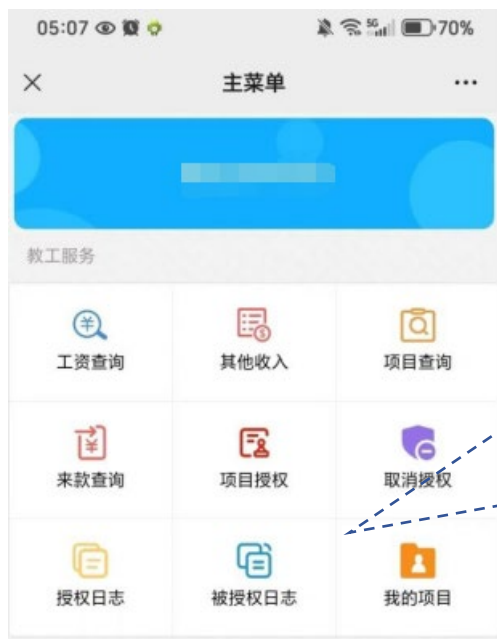 05:07 5G 70%
主菜单
教工服务
工资查询 其他收入 项目查询
来款查询 项目授权 取消授权
授权日志 被授权日志 我的项目